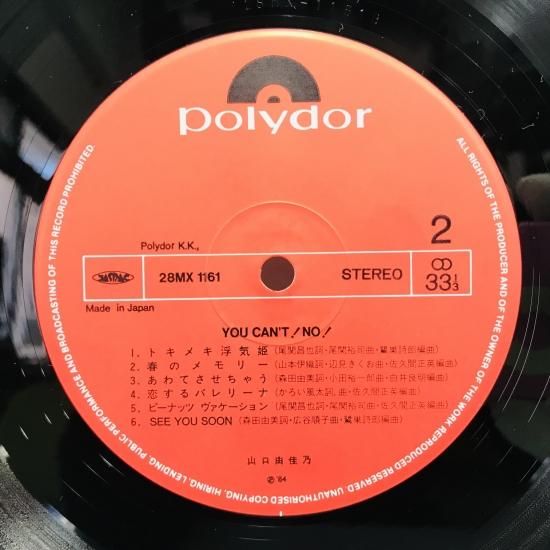 polydor
2
Polydor K.K.,
JASRAC
28MX 1161
STEREO
33 1/3
Made in Japan
YOU CAN'T! NO!
1. トキメキ浮気姫 (尾関昌也詞・尾関裕司曲・鷺巣詩郎編曲)
2. 春のメモリー (山本伊織詞・辺見きくお曲・佐久間正英編曲)
3. あわてさせちゃう (森田由美詞・小田裕一郎曲・白井良明編曲)
4. 恋するバレリーナ (かろい風太詞,曲・佐久間正英編曲)
5. ピーナッツ ヴァケーション (尾関昌也詞・尾関裕司曲・佐久間正英編曲)
6. SEE YOU SOON (森田由美詞・広谷順子曲・鷺巣詩郎編曲)
山口由佳乃
Ⓟ '84
ALL RIGHTS OF THE PRODUCER AND OF THE OWNER OF THE WORK REPRODUCED RESERVED. UNAUTHORISED COPYING, HIRING, LENDING, PUBLIC PERFORMANCE AND BROADCASTING OF THIS RECORD PROHIBITED.